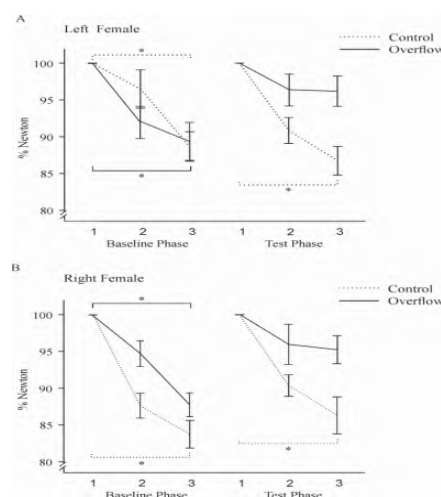 A
Left Female
Control
Overflow
*
100
95
90
85
80
% Newton
*
*
1 2 3 1 2 3
Baseline Phase Test Phase
B
Right Female
Control
Overflow
*
100
95
90
85
80
% Newton
*
*
1 2 3 1 2 3
Baseline Phase Test Phase